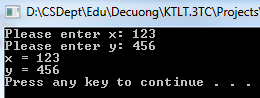 D:\CSDept\Edu\Decuong\KTLT.3TC\Projects\
Please enter x: 123
Please enter y: 456
x = 123
y = 456
Press any key to continue . . .